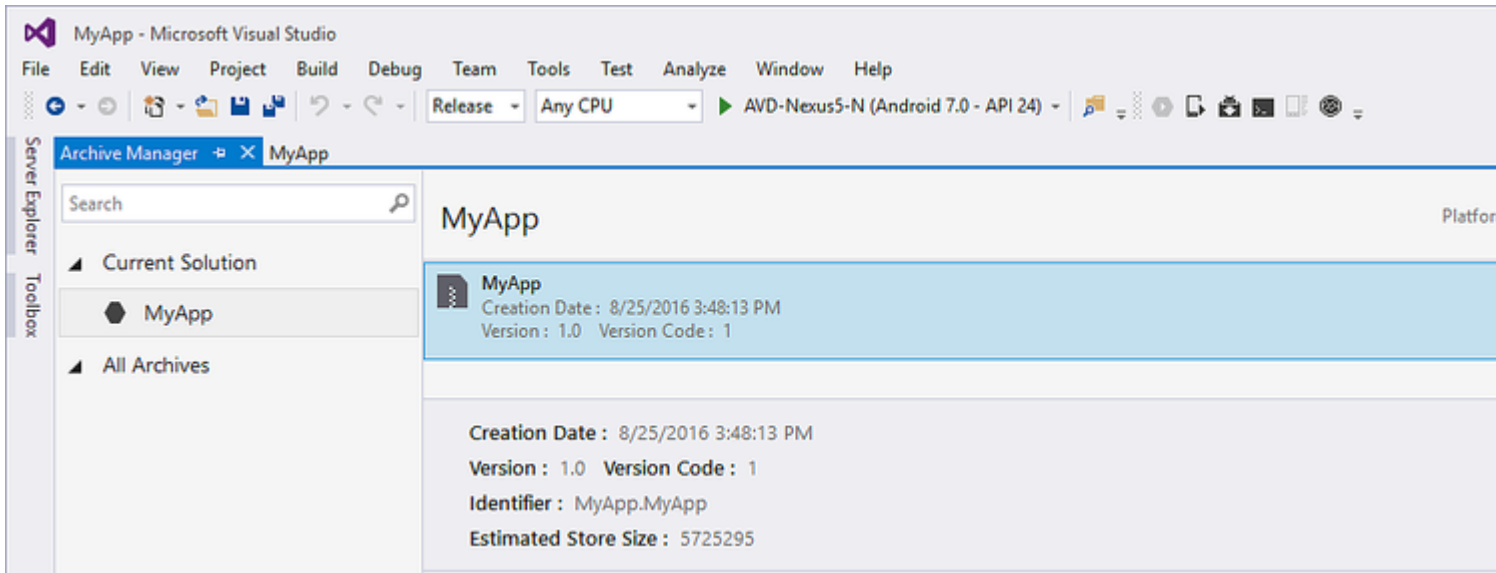 MyApp - Microsoft Visual Studio
File Edit View Project Build Debug Team Tools Test Analyze Window Help
Release Any CPU AVD-Nexus5-N (Android 7.0 - API 24)
Server Explorer
Toolbox
Archive Manager MyApp
Search
Current Solution
MyApp
All Archives
MyApp
Platfor
MyApp
Creation Date : 8/25/2016 3:48:13 PM
Version : 1.0 Version Code : 1
Creation Date : 8/25/2016 3:48:13 PM
Version : 1.0 Version Code : 1
Identifier : MyApp.MyApp
Estimated Store Size : 5725295